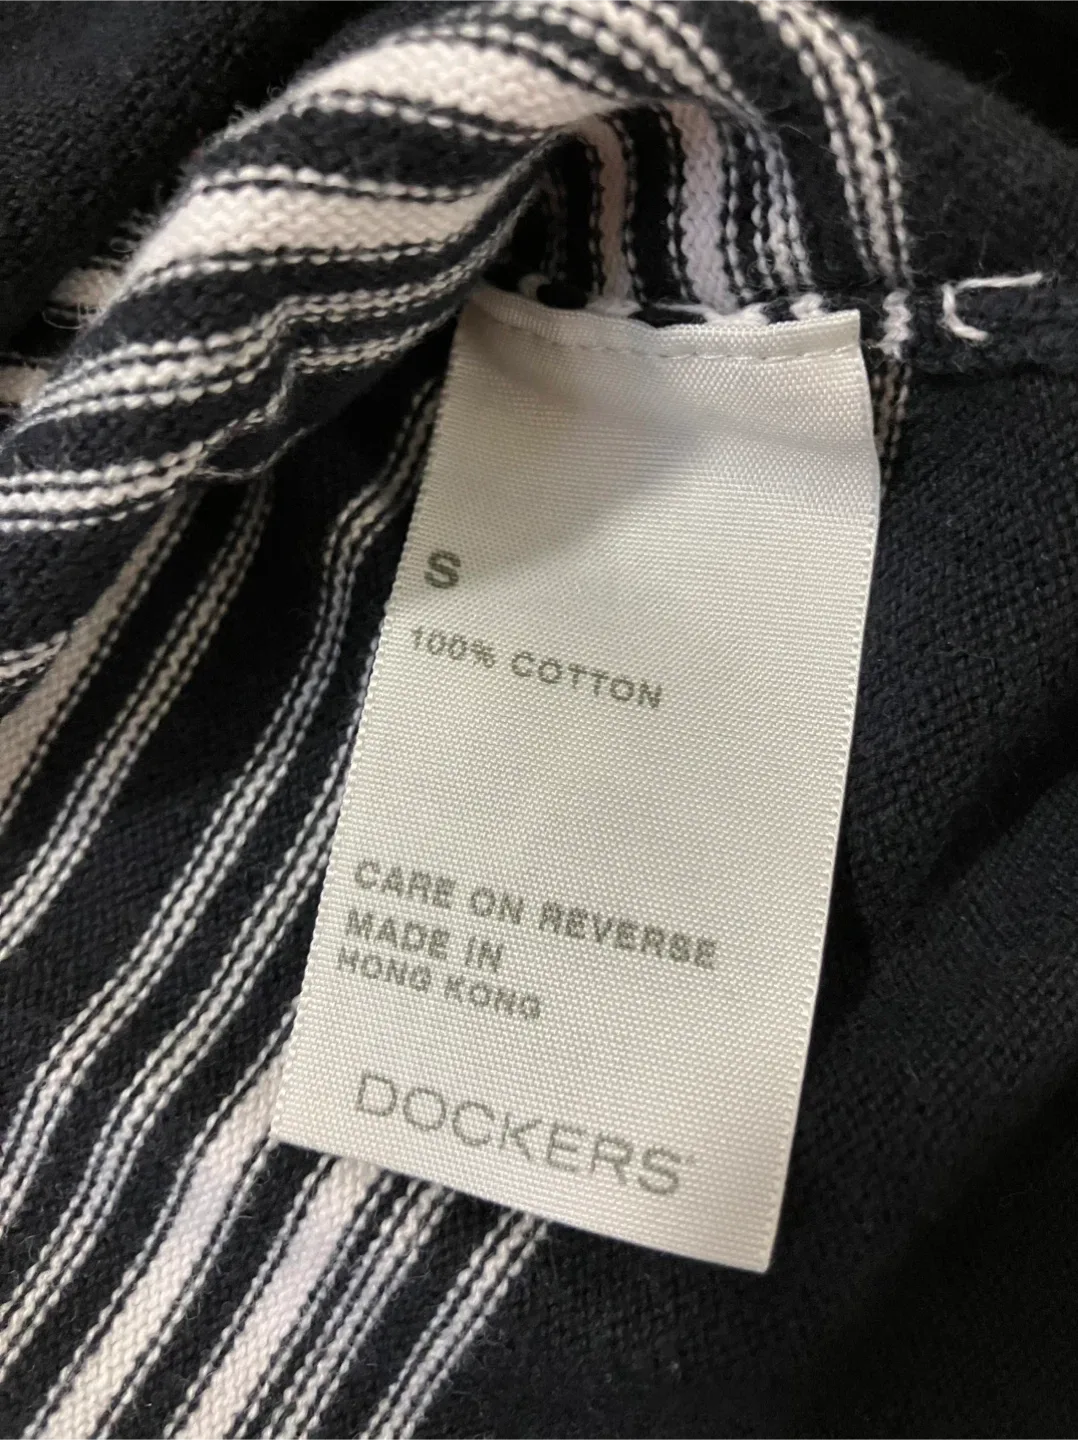 S
100% COTTON
CARE ON REVERSE
MADE IN
HONG KONG
DOCKERS